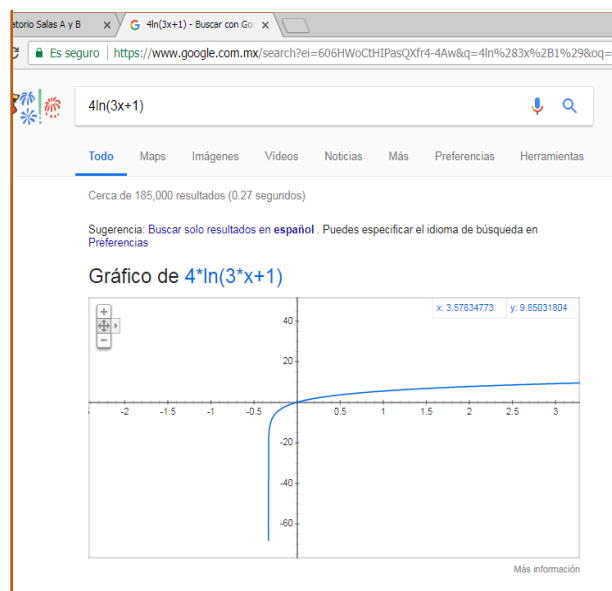 atorio Salas A y B
4ln(3x+1) - Buscar con Goo
Es seguro | https://www.google.com.mx/search?ei=606HWoCtHIPasQXfr4-4Aw&q=4ln%283x%2B1%29&oq=
4ln(3x+1)
Todo Maps Imágenes Vídeos Noticias Más Preferencias Herramientas
Cerca de 185,000 resultados (0.27 segundos)
Sugerencia: Buscar solo resultados en español . Puedes especificar el idioma de búsqueda en
Preferencias
Gráfico de 4*ln(3*x+1)
x: 3.57634773 y: 9.85031804
40
20
-2 -1.5 -1 -0.5 0.5 1 1.5 2 2.5 3
-20
-40
-60
Más información